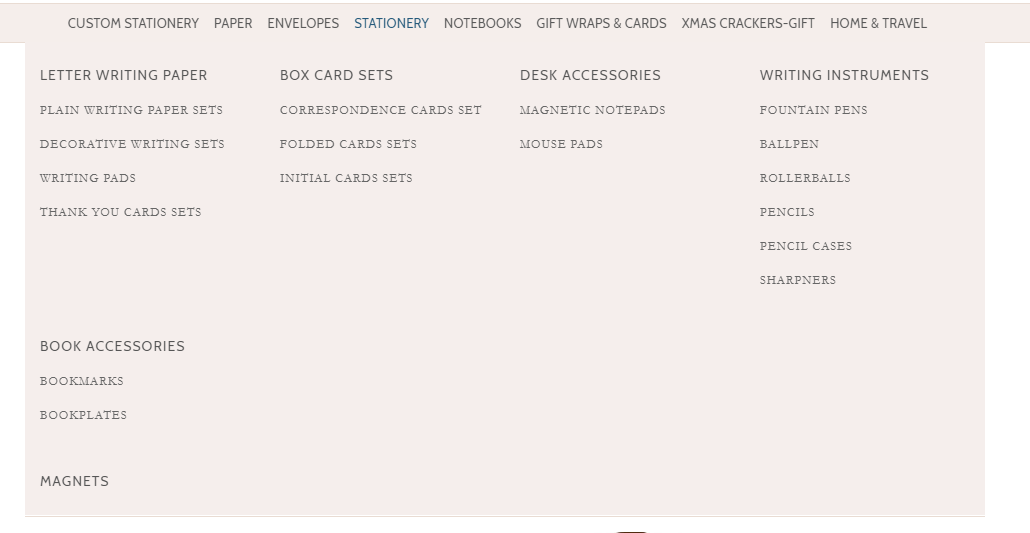 CUSTOM STATIONERY PAPER ENVELOPES STATIONERY NOTEBOOKS GIFT WRAPS & CARDS XMAS CRACKERS-GIFT HOME & TRAVEL
LETTER WRITING PAPER
PLAIN WRITING PAPER SETS
DECORATIVE WRITING SETS
WRITING PADS
THANK YOU CARDS SETS
BOX CARD SETS
CORRESPONDENCE CARDS SET
FOLDED CARDS SETS
INITIAL CARDS SETS
DESK ACCESSORIES
MAGNETIC NOTEPADS
MOUSE PADS
WRITING INSTRUMENTS
FOUNTAIN PENS
BALLPEN
ROLLERBALLS
PENCILS
PENCIL CASES
SHARPNERS
BOOK ACCESSORIES
BOOKMARKS
BOOKPLATES
MAGNETS